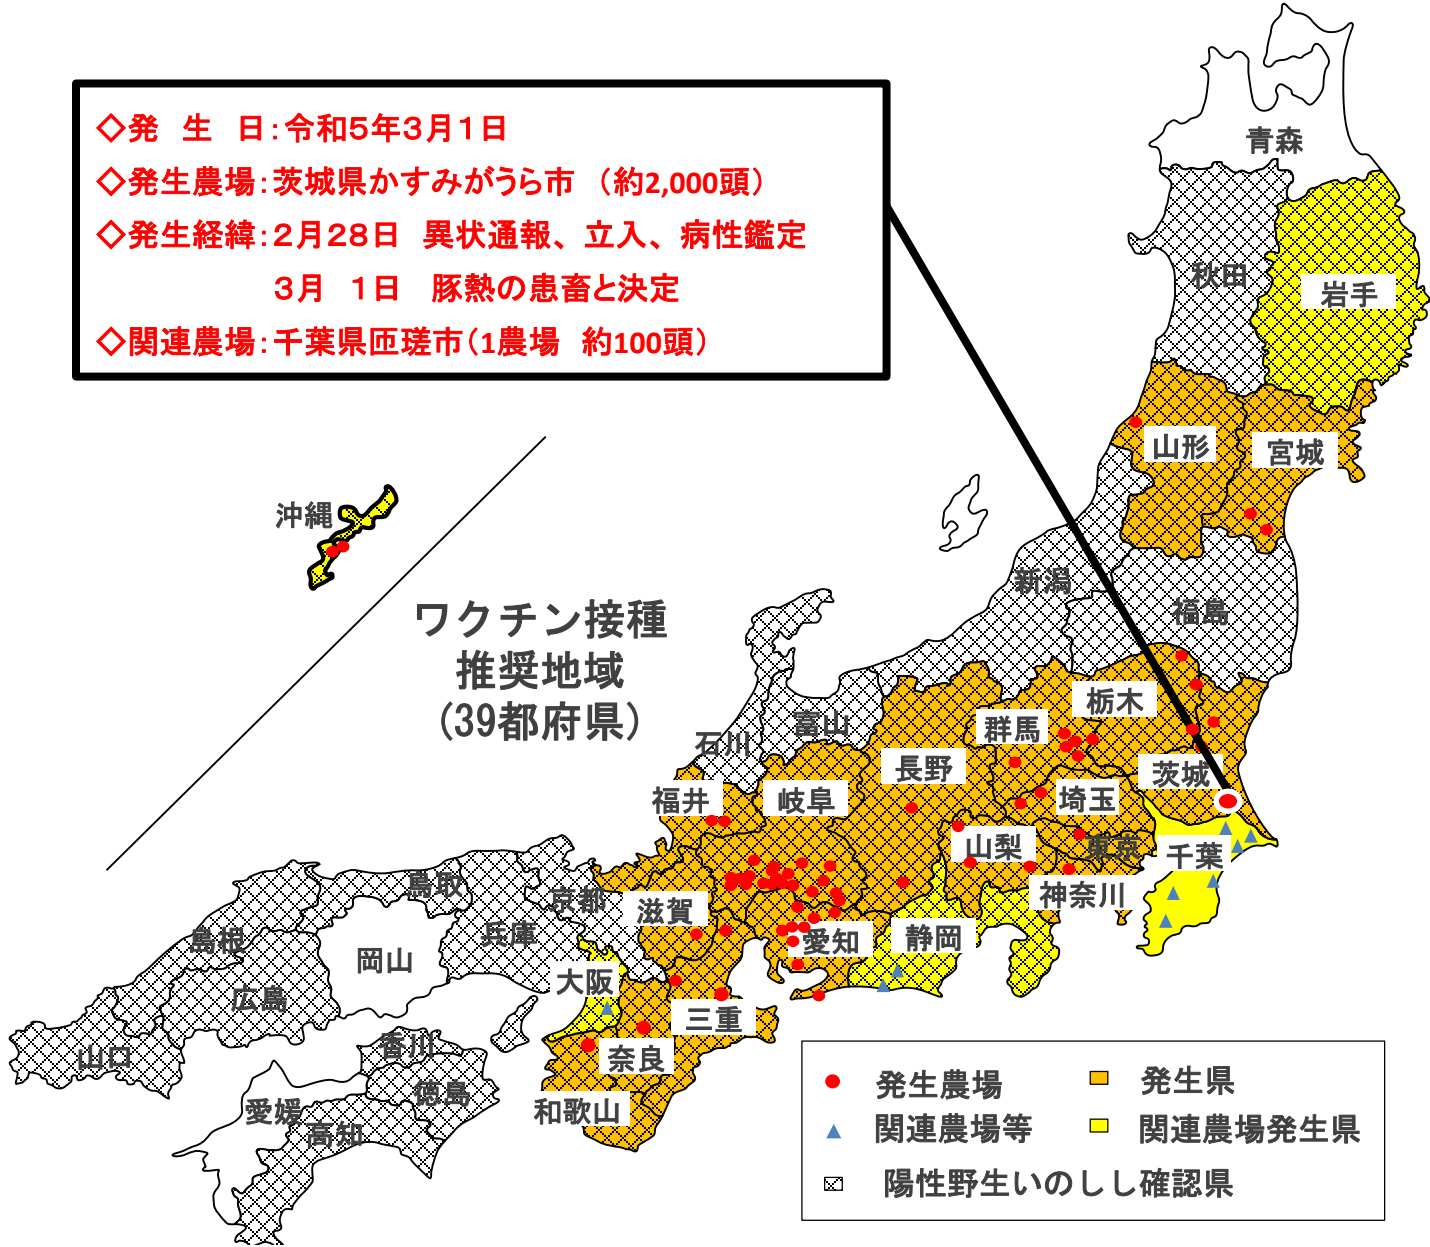 ◇発　生　日：令和５年３月１日
◇発生農場：茨城県かすみがうら市　（約2,000頭）
◇発生経緯：２月２８日　異状通報、立入、病性鑑定
３月　１日　豚熱の患畜と決定
◇関連農場：千葉県匝瑳市（1農場　約100頭）
青森
秋田
岩手
山形
宮城
沖縄
新潟
福島
ワクチン接種
推奨地域
（39都府県）
栃木
群馬
富山
石川
長野
茨城
福井
岐阜
埼玉
山梨
東京
千葉
神奈川
鳥取
京都
滋賀
兵庫
島根
岡山
愛知
静岡
大阪
広島
三重
山口
香川
奈良
徳島
愛媛
高知
和歌山
発生農場
発生県
関連農場等
関連農場発生県
陽性野生いのしし確認県